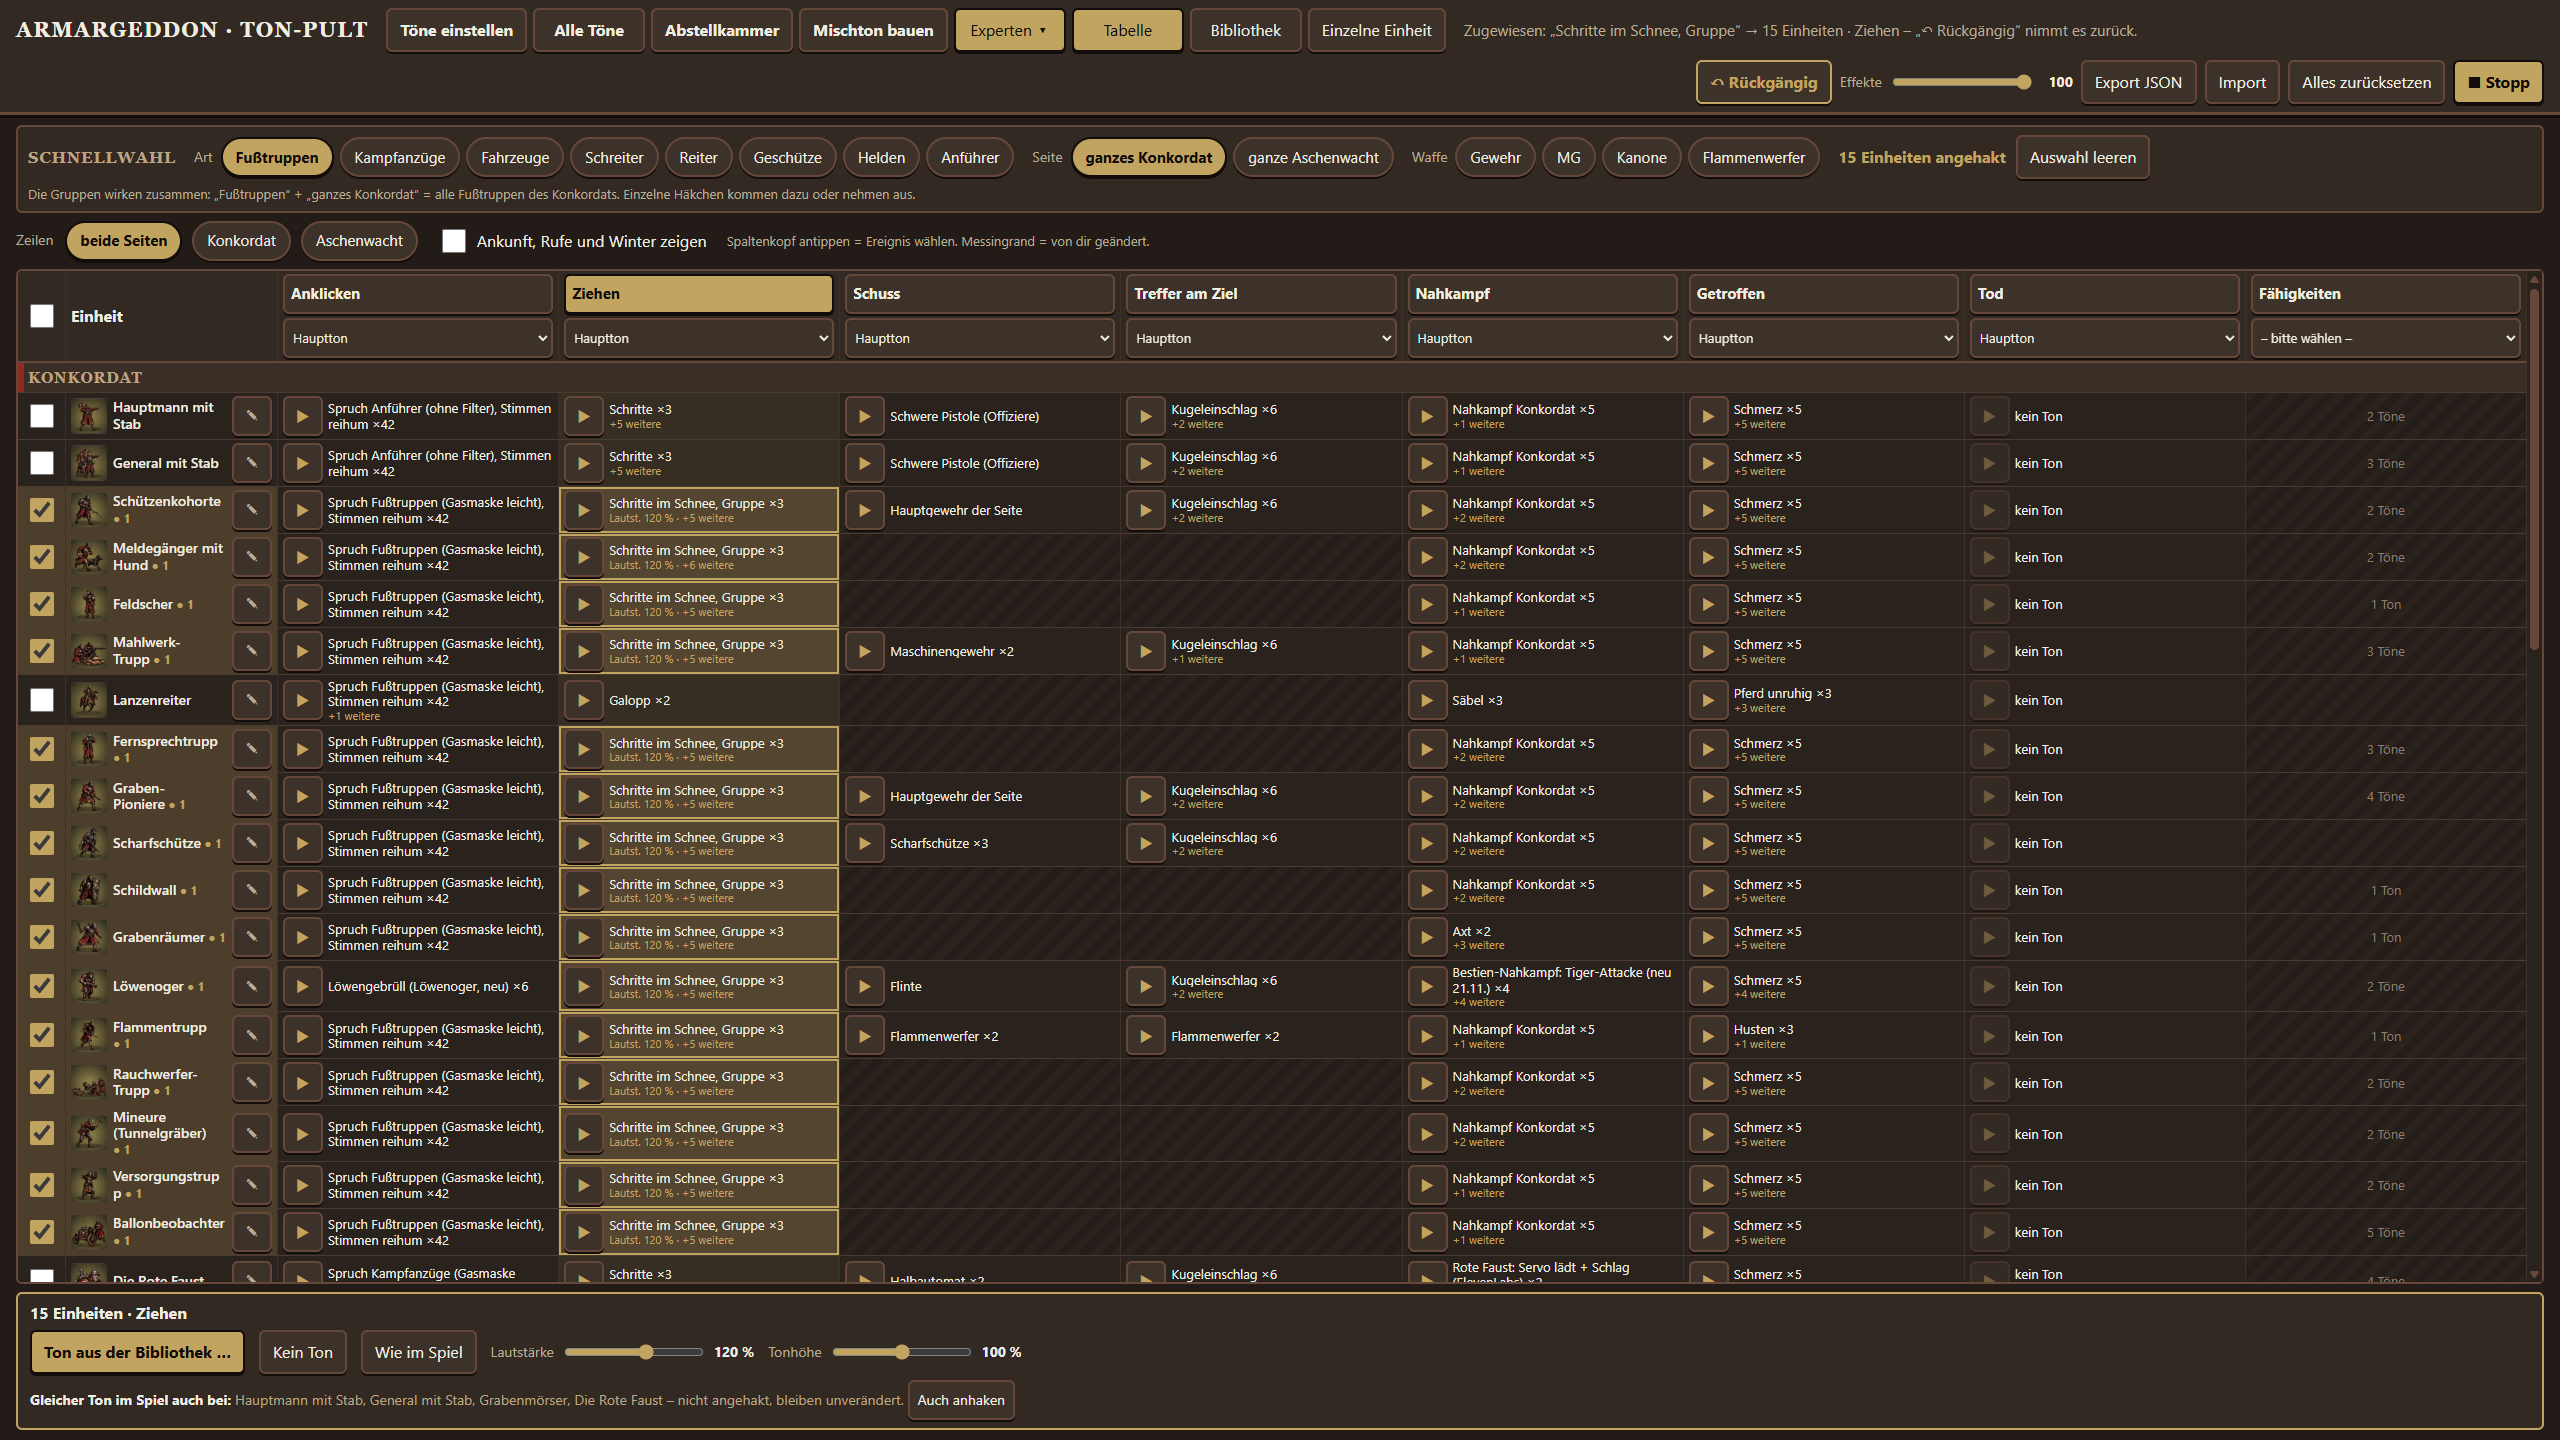 ARMARGEDDON · TON-PULT
Töne einstellen
Alle Töne
Abstellkammer
Mischton bauen
Experten ▾
Tabelle
Bibliothek
Einzelne Einheit
Zugewiesen: „Schritte im Schnee, Gruppe“ → 15 Einheiten · Ziehen – „↶ Rückgängig“ nimmt es zurück.
↶ Rückgängig
Effekte
100
Export JSON
Import
Alles zurücksetzen
■ Stopp
SCHNELLWAHL
Art
Fußtruppen
Kampfanzüge
Fahrzeuge
Schreiter
Reiter
Geschütze
Helden
Anführer
Seite
ganzes Konkordat
ganze Aschenwacht
Waffe
Gewehr
MG
Kanone
Flammenwerfer
15 Einheiten angehakt
Auswahl leeren
Die Gruppen wirken zusammen: „Fußtruppen“ + „ganzes Konkordat“ = alle Fußtruppen des Konkordats. Einzelne Häkchen kommen dazu oder nehmen aus.
Zeilen
beide Seiten
Konkordat
Aschenwacht
Ankunft, Rufe und Winter zeigen
Spaltenkopf antippen = Ereignis wählen. Messingrand = von dir geändert.
Einheit
Anklicken
Ziehen
Schuss
Treffer am Ziel
Nahkampf
Getroffen
Tod
Fähigkeiten
Hauptton
Hauptton
Hauptton
Hauptton
Hauptton
Hauptton
Hauptton
– bitte wählen –
KONKORDAT
Hauptmann mit
Stab
Spruch Anführer (ohne Filter), Stimmen
reihum ×42
Schritte ×3
+5 weitere
Schwere Pistole (Offiziere)
Kugeleinschlag ×6
+2 weitere
Nahkampf Konkordat ×5
+1 weitere
Schmerz ×5
+5 weitere
kein Ton
2 Töne
General mit Stab
Spruch Anführer (ohne Filter), Stimmen
reihum ×42
Schritte ×3
+5 weitere
Schwere Pistole (Offiziere)
Kugeleinschlag ×6
+2 weitere
Nahkampf Konkordat ×5
+1 weitere
Schmerz ×5
+5 weitere
kein Ton
3 Töne
Schützenkohorte
● 1
Spruch Fußtruppen (Gasmaske leicht),
Stimmen reihum ×42
Schritte im Schnee, Gruppe ×3
Lautst. 120 % · +5 weitere
Hauptgewehr der Seite
Kugeleinschlag ×6
+2 weitere
Nahkampf Konkordat ×5
+2 weitere
Schmerz ×5
+5 weitere
kein Ton
2 Töne
Meldegänger mit
Hund ● 1
Spruch Fußtruppen (Gasmaske leicht),
Stimmen reihum ×42
Schritte im Schnee, Gruppe ×3
Lautst. 120 % · +6 weitere
Nahkampf Konkordat ×5
+2 weitere
Schmerz ×5
+5 weitere
kein Ton
2 Töne
Feldscher ● 1
Spruch Fußtruppen (Gasmaske leicht),
Stimmen reihum ×42
Schritte im Schnee, Gruppe ×3
Lautst. 120 % · +5 weitere
Nahkampf Konkordat ×5
+1 weitere
Schmerz ×5
+5 weitere
kein Ton
1 Ton
Mahlwerk-
Trupp ● 1
Spruch Fußtruppen (Gasmaske leicht),
Stimmen reihum ×42
Schritte im Schnee, Gruppe ×3
Lautst. 120 % · +5 weitere
Maschinengewehr ×2
Kugeleinschlag ×6
+1 weitere
Nahkampf Konkordat ×5
+1 weitere
Schmerz ×5
+5 weitere
kein Ton
3 Töne
Lanzenreiter
Spruch Fußtruppen (Gasmaske leicht),
Stimmen reihum ×42
+1 weitere
Galopp ×2
Säbel ×3
Pferd unruhig ×3
+3 weitere
kein Ton
Fernsprechtrupp
● 1
Spruch Fußtruppen (Gasmaske leicht),
Stimmen reihum ×42
Schritte im Schnee, Gruppe ×3
Lautst. 120 % · +5 weitere
Nahkampf Konkordat ×5
+2 weitere
Schmerz ×5
+5 weitere
kein Ton
3 Töne
Graben-
Pioniere ● 1
Spruch Fußtruppen (Gasmaske leicht),
Stimmen reihum ×42
Schritte im Schnee, Gruppe ×3
Lautst. 120 % · +5 weitere
Hauptgewehr der Seite
Kugeleinschlag ×6
+2 weitere
Nahkampf Konkordat ×5
+2 weitere
Schmerz ×5
+5 weitere
kein Ton
4 Töne
Scharfschütze ● 1
Spruch Fußtruppen (Gasmaske leicht),
Stimmen reihum ×42
Schritte im Schnee, Gruppe ×3
Lautst. 120 % · +5 weitere
Scharfschütze ×3
Kugeleinschlag ×6
+2 weitere
Nahkampf Konkordat ×5
+2 weitere
Schmerz ×5
+5 weitere
kein Ton
Schildwall ● 1
Spruch Fußtruppen (Gasmaske leicht),
Stimmen reihum ×42
Schritte im Schnee, Gruppe ×3
Lautst. 120 % · +5 weitere
Nahkampf Konkordat ×5
+2 weitere
Schmerz ×5
+5 weitere
kein Ton
1 Ton
Grabenräumer ● 1
Spruch Fußtruppen (Gasmaske leicht),
Stimmen reihum ×42
Schritte im Schnee, Gruppe ×3
Lautst. 120 % · +5 weitere
Axt ×2
+3 weitere
Schmerz ×5
+5 weitere
kein Ton
1 Ton
Löwenoger ● 1
Löwengebrüll (Löwenoger, neu) ×6
Schritte im Schnee, Gruppe ×3
Lautst. 120 % · +5 weitere
Flinte
Kugeleinschlag ×6
+2 weitere
Bestien-Nahkampf: Tiger-Attacke (neu
21.11.) ×4
+4 weitere
Schmerz ×5
+4 weitere
kein Ton
2 Töne
Flammentrupp
● 1
Spruch Fußtruppen (Gasmaske leicht),
Stimmen reihum ×42
Schritte im Schnee, Gruppe ×3
Lautst. 120 % · +5 weitere
Flammenwerfer ×2
Flammenwerfer ×2
Nahkampf Konkordat ×5
+1 weitere
Husten ×3
+1 weitere
kein Ton
1 Ton
Rauchwerfer-
Trupp ● 1
Spruch Fußtruppen (Gasmaske leicht),
Stimmen reihum ×42
Schritte im Schnee, Gruppe ×3
Lautst. 120 % · +5 weitere
Nahkampf Konkordat ×5
+2 weitere
Schmerz ×5
+5 weitere
kein Ton
2 Töne
Mineure
(Tunnelgräber)
● 1
Spruch Fußtruppen (Gasmaske leicht),
Stimmen reihum ×42
Schritte im Schnee, Gruppe ×3
Lautst. 120 % · +5 weitere
Nahkampf Konkordat ×5
+2 weitere
Schmerz ×5
+5 weitere
kein Ton
2 Töne
Versorgungstrup
p ● 1
Spruch Fußtruppen (Gasmaske leicht),
Stimmen reihum ×42
Schritte im Schnee, Gruppe ×3
Lautst. 120 % · +5 weitere
Nahkampf Konkordat ×5
+1 weitere
Schmerz ×5
+5 weitere
kein Ton
2 Töne
Ballonbeobachter
● 1
Spruch Fußtruppen (Gasmaske leicht),
Stimmen reihum ×42
Schritte im Schnee, Gruppe ×3
Lautst. 120 % · +5 weitere
Nahkampf Konkordat ×5
+1 weitere
Schmerz ×5
+5 weitere
kein Ton
5 Töne
Die Rote Faust
Spruch Kampfanzüge (Gasmaske
Schritte ×3
Halbautomat ×2
Kugeleinschlag ×6
Rote Faust: Servo lädt + Schlag
(ElevenLabs) ×2
Schmerz ×5
kein Ton
4 Töne
15 Einheiten · Ziehen
Ton aus der Bibliothek ...
Kein Ton
Wie im Spiel
Lautstärke
120 %
Tonhöhe
100 %
Gleicher Ton im Spiel auch bei: Hauptmann mit Stab, General mit Stab, Grabenmörser, Die Rote Faust – nicht angehakt, bleiben unverändert.
Auch anhaken